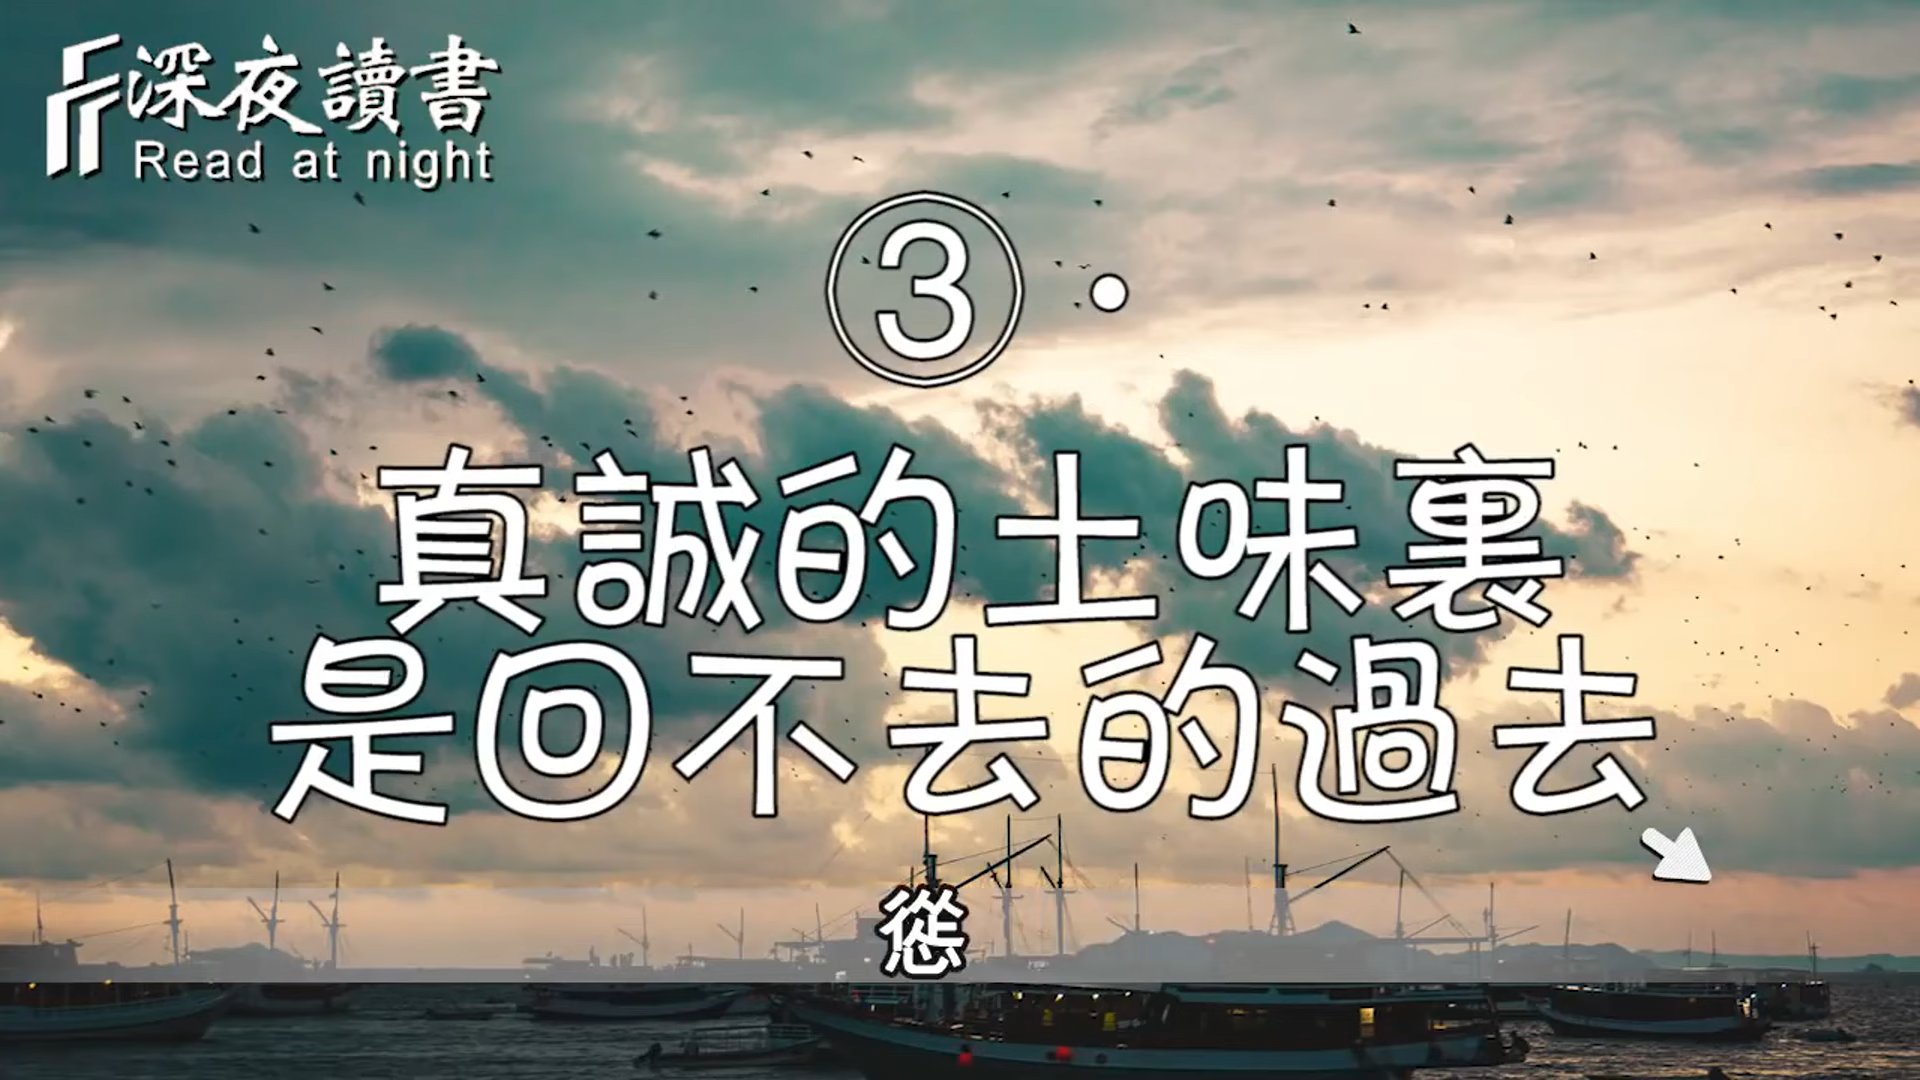 深夜讀書
Read at night
③·
真誠的土味裏
是回不去的過去
慫